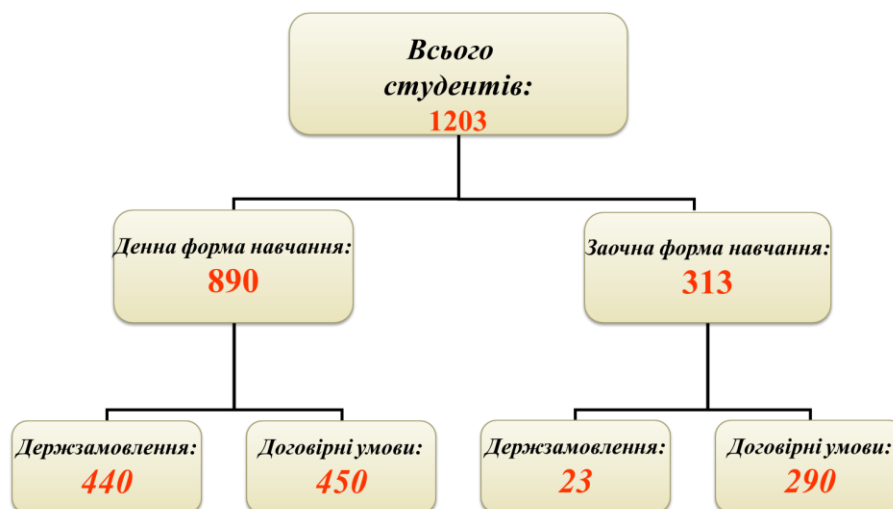 Всього
студентів:
1203
Денна форма навчання:
890
Заочна форма навчання:
313
Держзамовлення:
440
Договірні умови:
450
Держзамовлення:
23
Договірні умови:
290